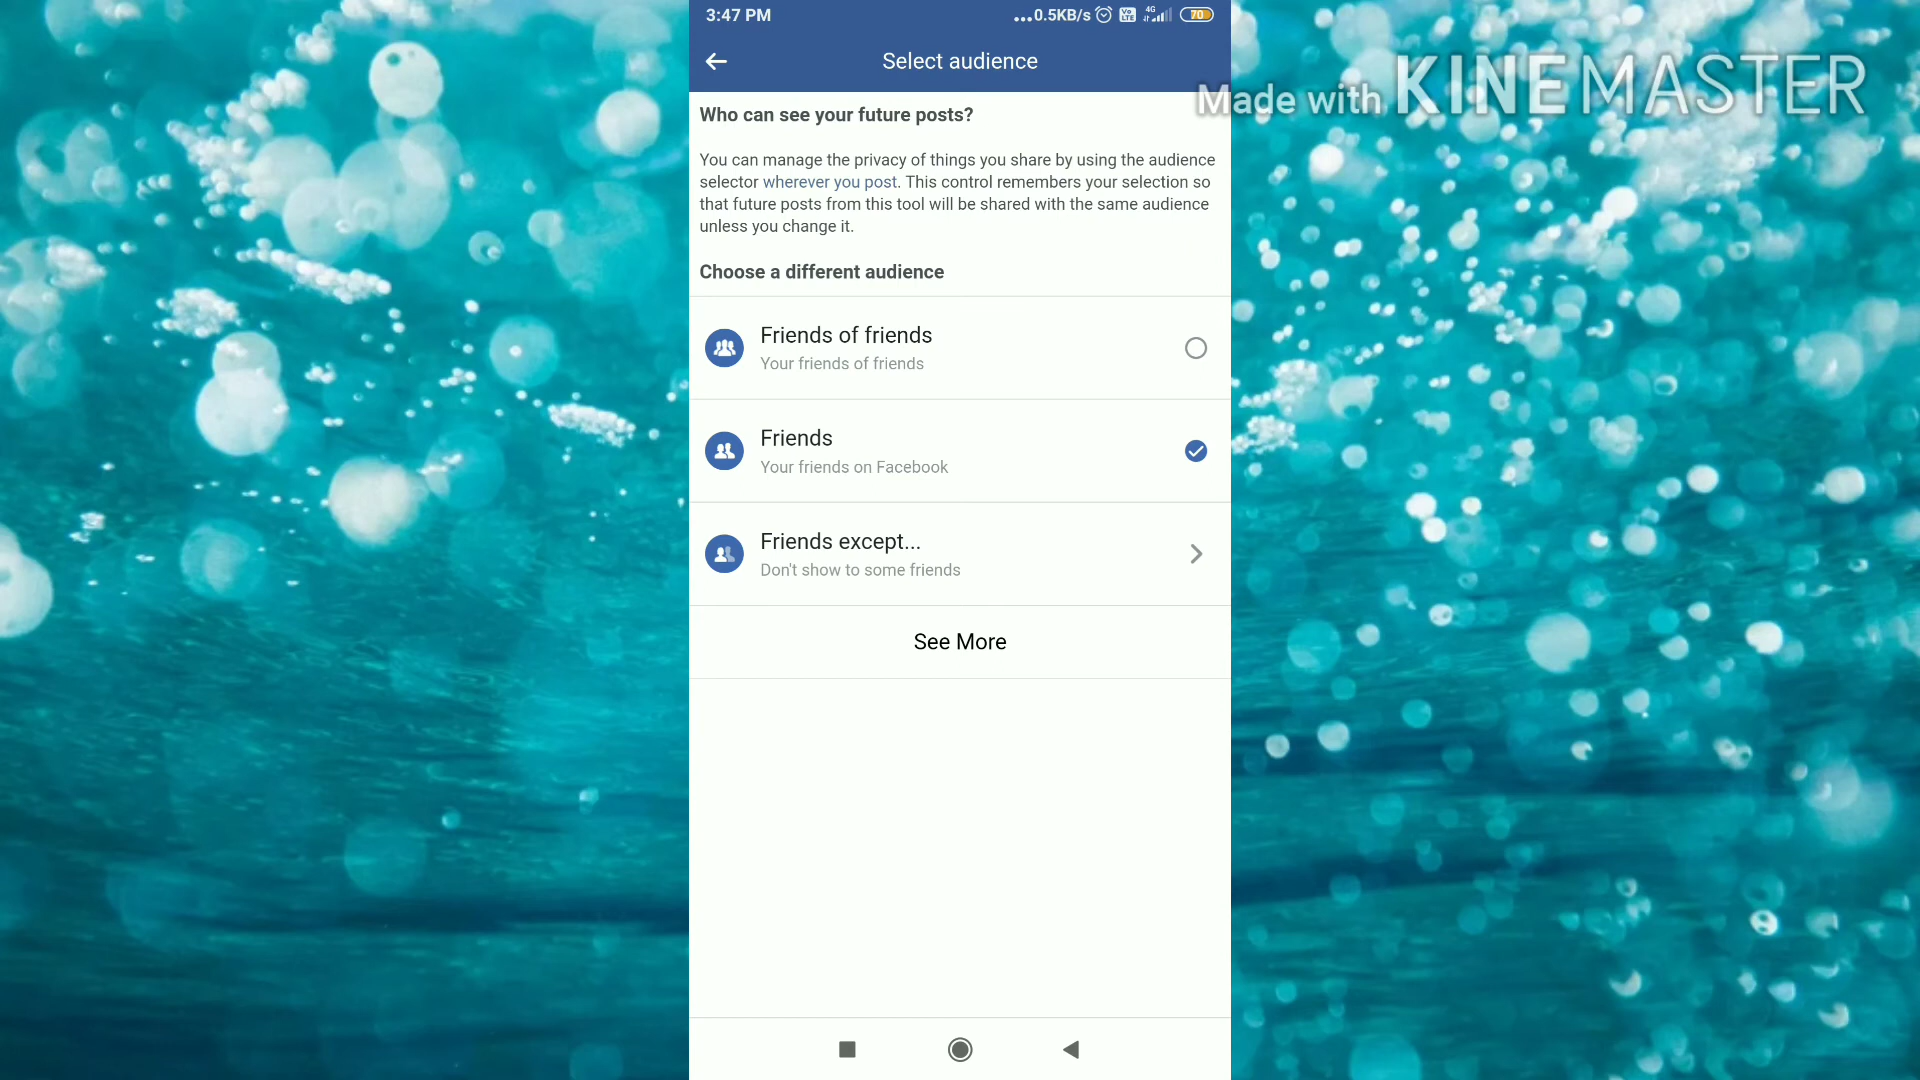 3:47 PM
...0.5KB/s
Vo LTE
4G
70
Select audience
Made with KINEMASTER
Who can see your future posts?
You can manage the privacy of things you share by using the audience
selector wherever you post. This control remembers your selection so
that future posts from this tool will be shared with the same audience
unless you change it.
Choose a different audience
Friends of friends
Your friends of friends
Friends
Your friends on Facebook
Friends except...
Don't show to some friends
See More